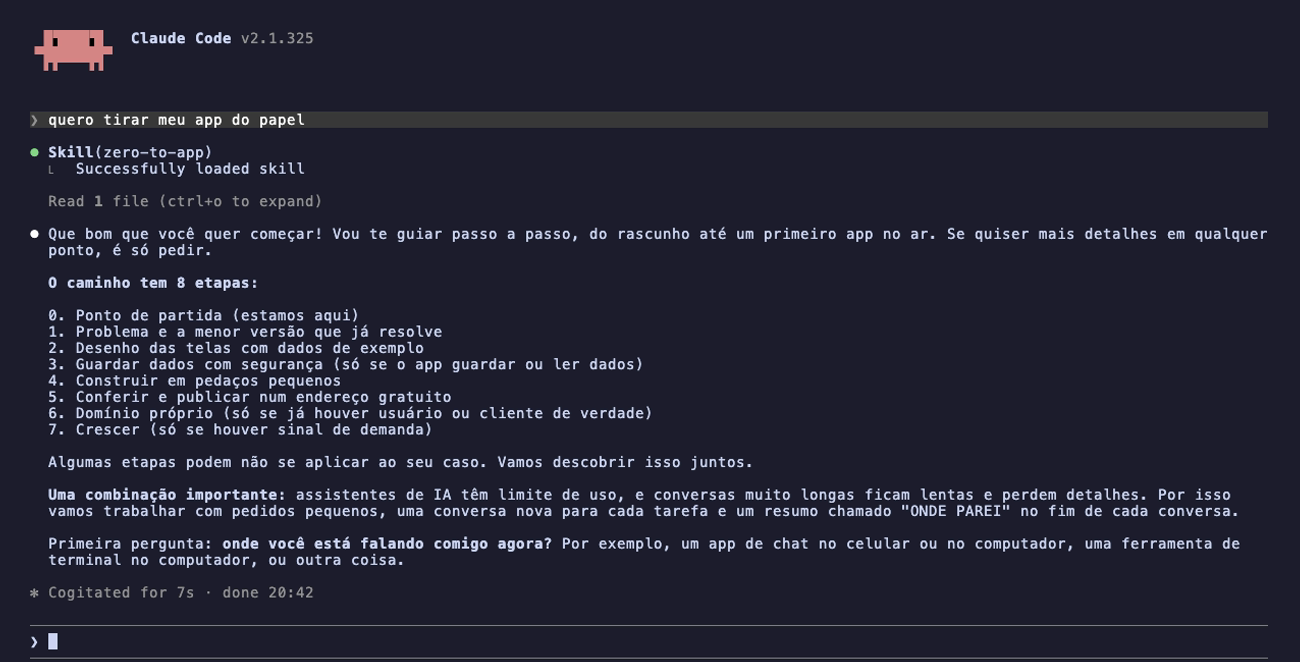 Claude Code v2.1.325
❯ quero tirar meu app do papel
● Skill(zero-to-app)
└ Successfully loaded skill
Read 1 file (ctrl+o to expand)
● Que bom que você quer começar! Vou te guiar passo a passo, do rascunho até um primeiro app no ar. Se quiser mais detalhes em qualquer
ponto, é só pedir.
O caminho tem 8 etapas:
0. Ponto de partida (estamos aqui)
1. Problema e a menor versão que já resolve
2. Desenho das telas com dados de exemplo
3. Guardar dados com segurança (só se o app guardar ou ler dados)
4. Construir em pedaços pequenos
5. Conferir e publicar num endereço gratuito
6. Domínio próprio (só se já houver usuário ou cliente de verdade)
7. Crescer (só se houver sinal de demanda)
Algumas etapas podem não se aplicar ao seu caso. Vamos descobrir isso juntos.
Uma combinação importante: assistentes de IA têm limite de uso, e conversas muito longas ficam lentas e perdem detalhes. Por isso
vamos trabalhar com pedidos pequenos, uma conversa nova para cada tarefa e um resumo chamado "ONDE PAREI" no fim de cada conversa.
Primeira pergunta: onde você está falando comigo agora? Por exemplo, um app de chat no celular ou no computador, uma ferramenta de
terminal no computador, ou outra coisa.
✻ Cogitated for 7s · done 20:42
❯